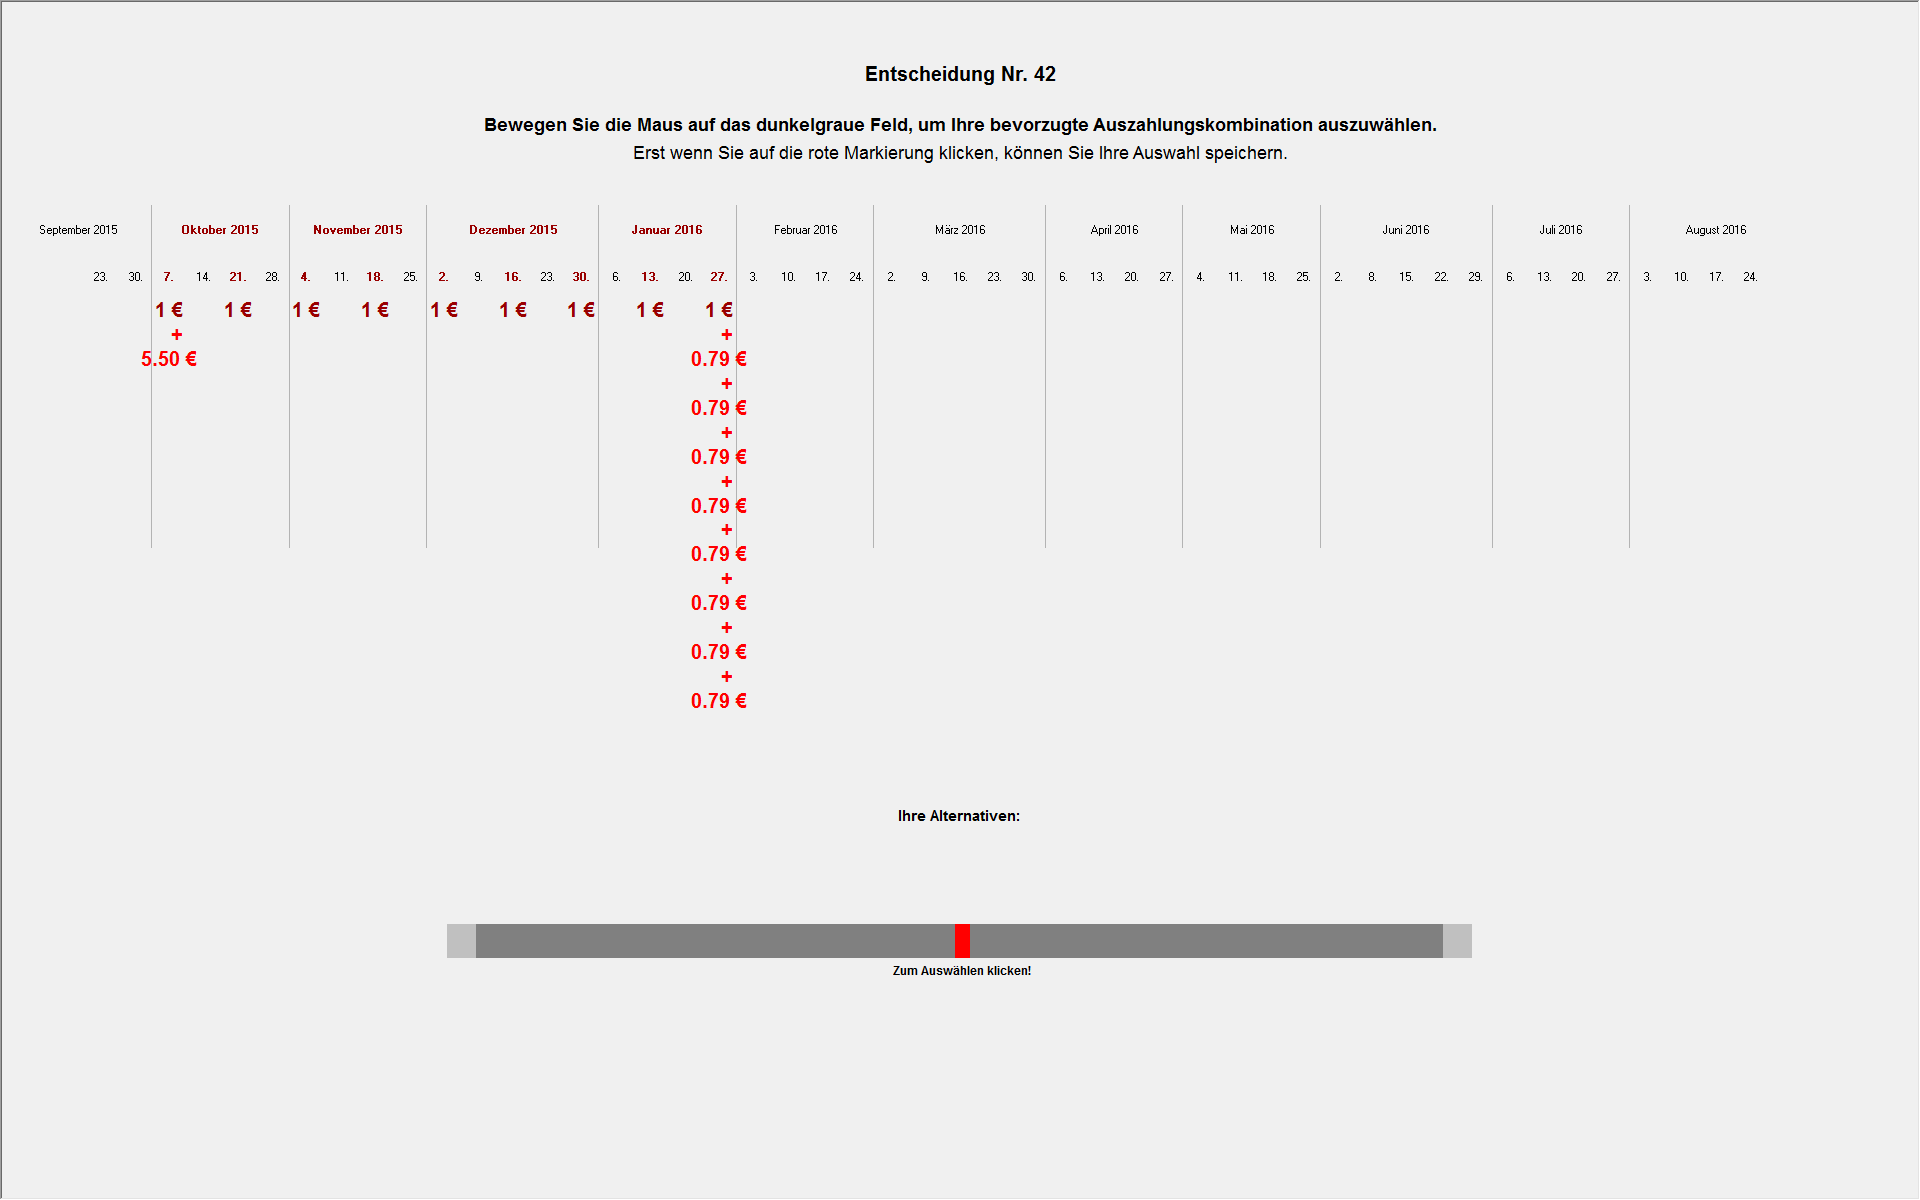 Entscheidung Nr. 42
Bewegen Sie die Maus auf das dunkelgraue Feld, um Ihre bevorzugte Auszahlungskombination auszuwählen.
Erst wenn Sie auf die rote Markierung klicken, können Sie Ihre Auswahl speichern.
September 2015 Oktober 2015 November 2015 Dezember 2015 Januar 2016 Februar 2016 März 2016 April 2016 Mai 2016 Juni 2016 Juli 2016 August 2016
23. 30. 7. 14. 21. 28. 4. 11. 18. 25. 2. 9. 16. 23. 30. 6. 13. 20. 27. 3. 10. 17. 24. 2. 9. 16. 23. 30. 6. 13. 20. 27. 4. 11. 18. 25. 2. 8. 15. 22. 29. 6. 13. 20. 27. 3. 10. 17. 24.
1 € 1 € 1 € 1 € 1 € 1 € 1 € 1 € 1 €
+ +
5.50 € 0.79 €
+
0.79 €
+
0.79 €
+
0.79 €
+
0.79 €
+
0.79 €
+
0.79 €
+
0.79 €
Ihre Alternativen:
Zum Auswählen klicken!